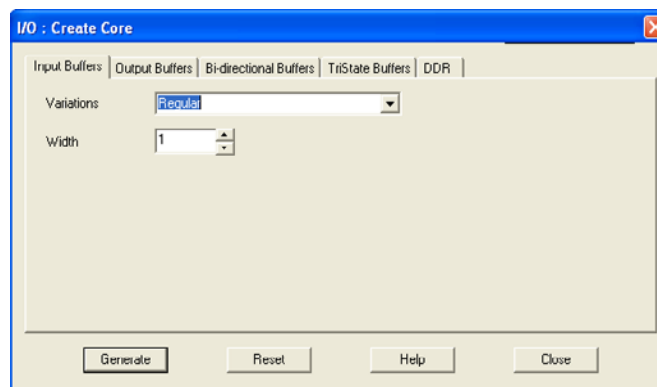 I/O : Create Core
Input Buffers Output Buffers Bi-directional Buffers TriState Buffers DDR
Variations Regular
Width 1
Generate Reset Help Close